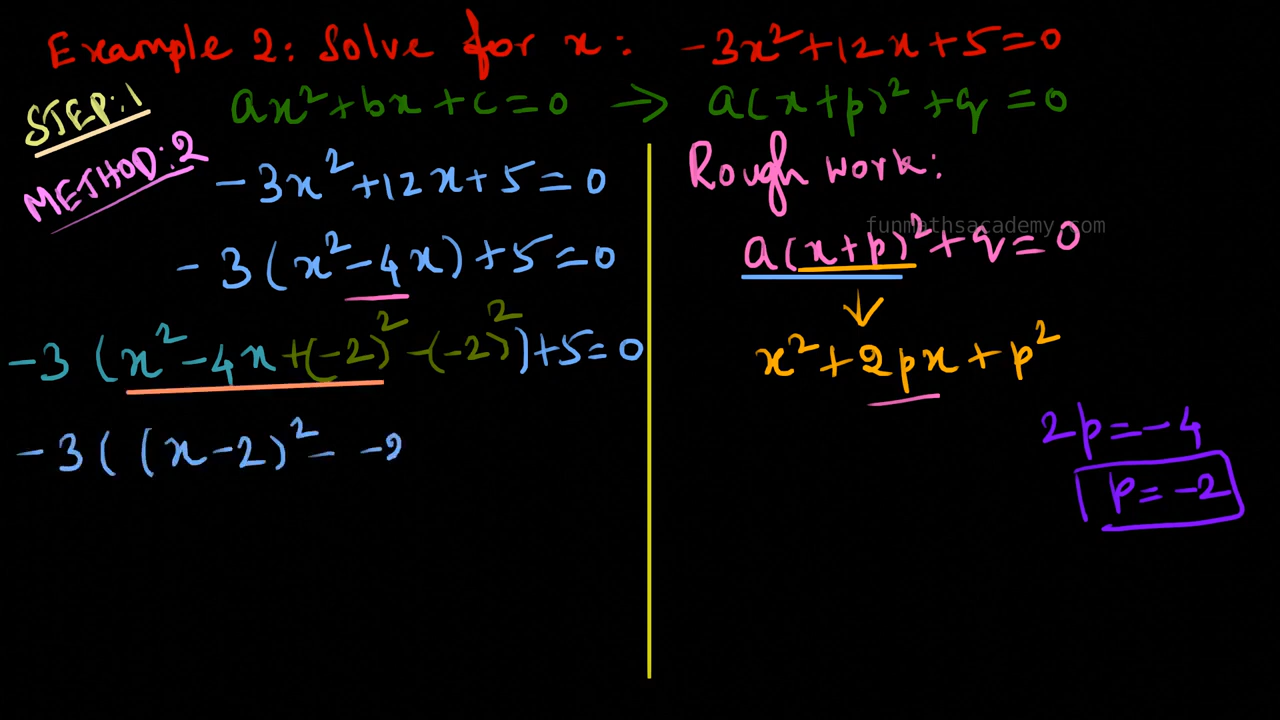 Example 2: Solve for x: -3x²+12x+5=0
STEP:1
ax²+bx+c=0 → a(x+p)²+q=0
METHOD:2
-3x²+12x+5=0
-3(x²-4x)+5=0
-3(x²-4x+(-2)²-(-2)²)+5=0
-3((x-2)²- -2
Rough work:
funmathsacademy.com
a(x+p)²+q=0
x²+2px+p²
2p=-4
p=-2